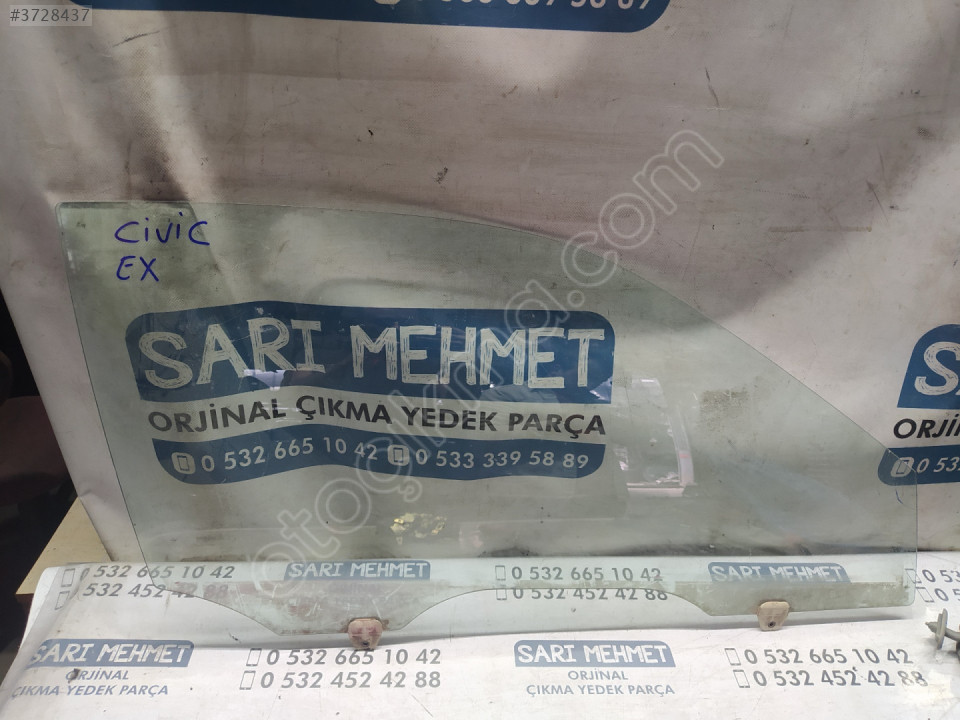 #3728437
CiViC
EX
otoçıkma.com
SARI MEHMET
ORJİNAL ÇIKMA YEDEK PARÇA
0 532 665 10 42 0 533 339 58 89
0 532 665 10 42 SARI MEHMET 0 532 665 10 42 SARI MEHMET
0 532 452 42 88 0 532 452 42 88
SARI MEHMET 0 532 665 10 42 SARI MEHMET 0 532 665 10 42
ORJİNAL 0 532 452 42 88 ORJİNAL 0 532 452 42 88
ÇIKMA YEDEK PARÇA ÇIKMA YEDEK PARÇA